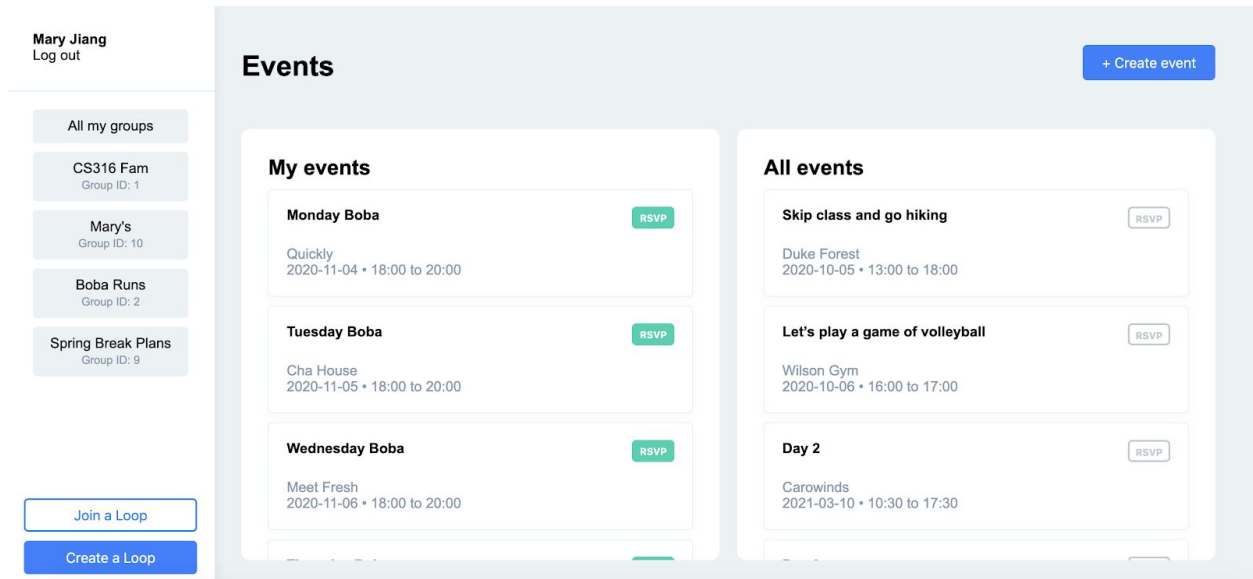 Mary Jiang
Log out
All my groups
CS316 Fam
Group ID: 1
Mary's
Group ID: 10
Boba Runs
Group ID: 2
Spring Break Plans
Group ID: 9
Join a Loop
Create a Loop
Events
+ Create event
My events
Monday Boba
RSVP
Quickly
2020-11-04 • 18:00 to 20:00
Tuesday Boba
RSVP
Cha House
2020-11-05 • 18:00 to 20:00
Wednesday Boba
RSVP
Meet Fresh
2020-11-06 • 18:00 to 20:00
All events
Skip class and go hiking
RSVP
Duke Forest
2020-10-05 • 13:00 to 18:00
Let’s play a game of volleyball
RSVP
Wilson Gym
2020-10-06 • 16:00 to 17:00
Day 2
RSVP
Carowinds
2021-03-10 • 10:30 to 17:30